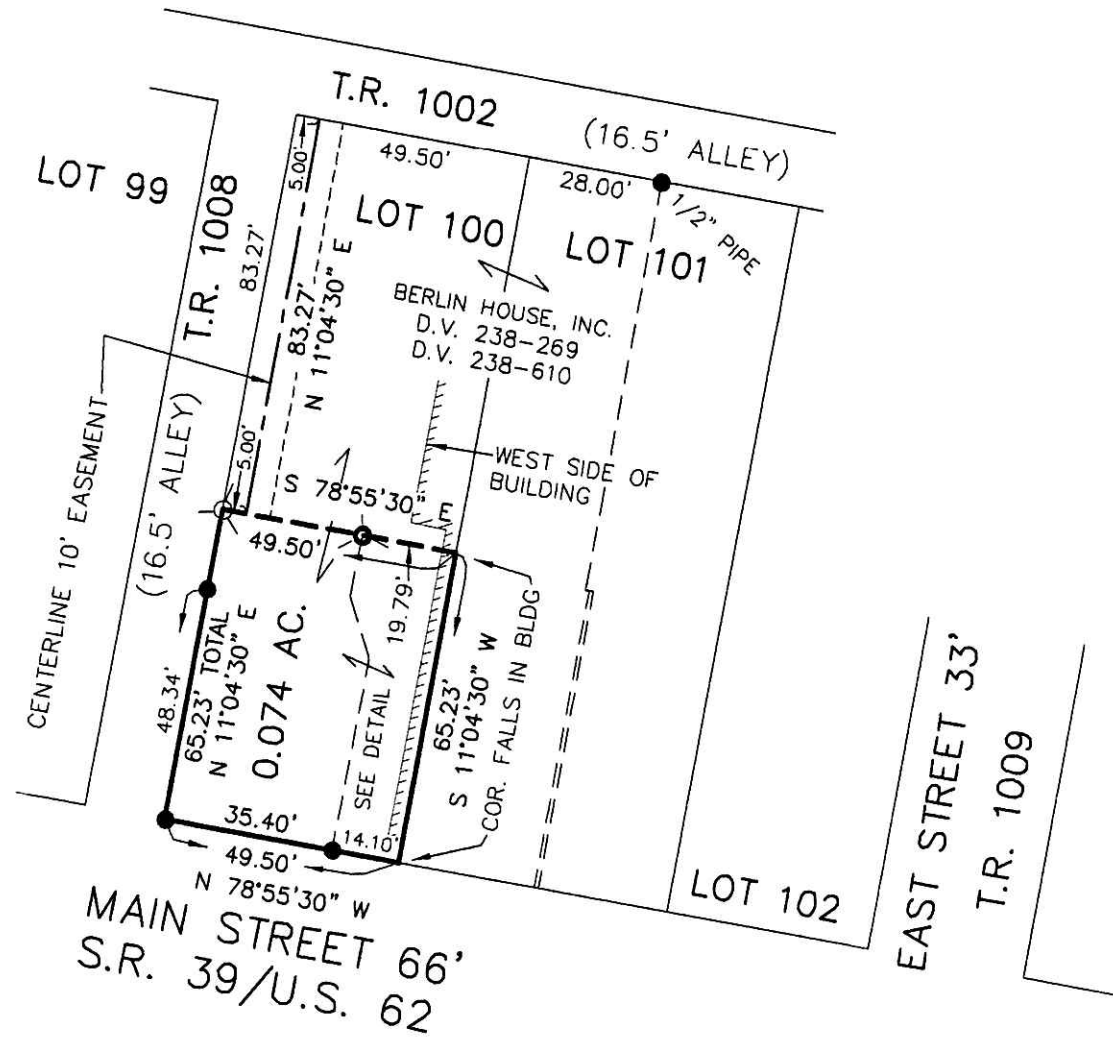 T.R. 1002
(16.5' ALLEY)
49.50'
28.00'
1/2" PIPE
LOT 99
T.R. 1008
83.27'
5.00'
LOT 100
LOT 101
83.27'
N 11°04'30" E
BERLIN HOUSE, INC.
D.V. 238-269
D.V. 238-610
CENTERLINE 10' EASEMENT
(16.5' ALLEY)
5.00'
S 78°55'30" E
49.50'
WEST SIDE OF
BUILDING
19.79'
48.34'
65.23' TOTAL
N 11°04'30" E
0.074 AC.
SEE DETAIL
65.23'
S 11°04'30" W
COR. FALLS IN BLDG
35.40'
14.10'
49.50'
N 78°55'30" W
MAIN STREET 66'
S.R. 39/U.S. 62
LOT 102
EAST STREET 33'
T.R. 1009